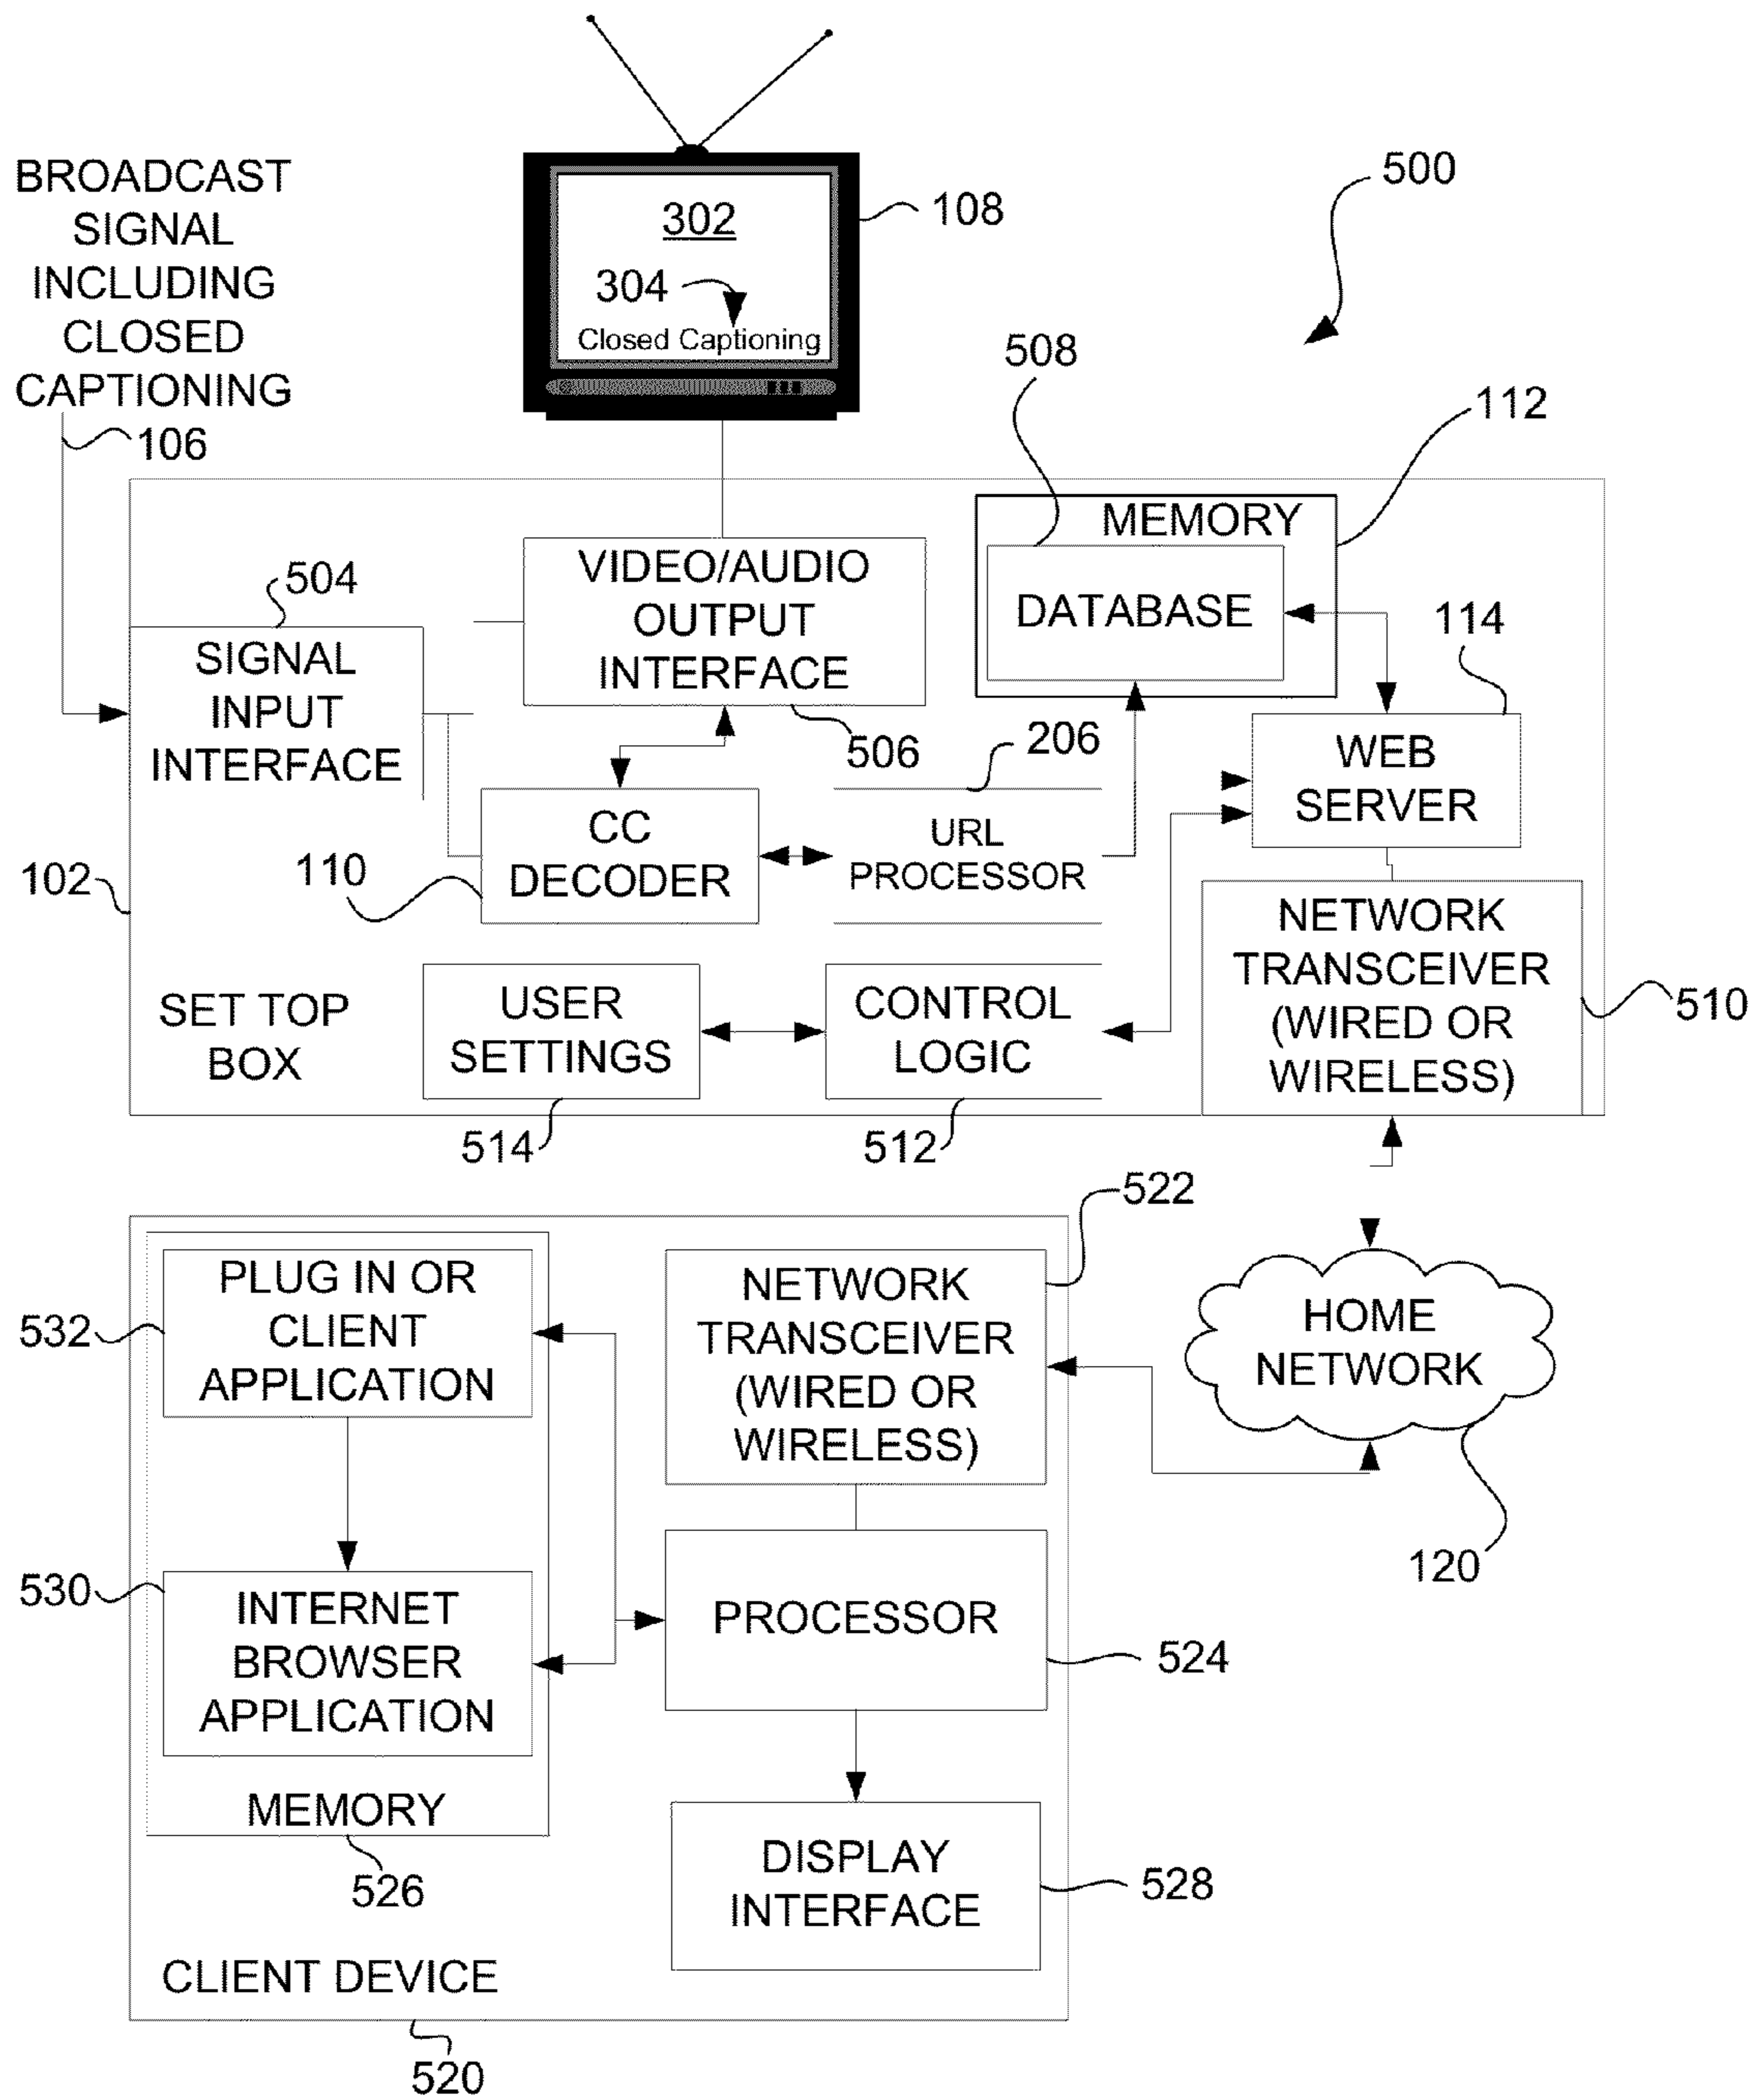 BROADCAST
SIGNAL
INCLUDING
CLOSED
CAPTIONING
106
302
304
Closed Captioning
108
500
508
112
MEMORY
DATABASE
504
SIGNAL
INPUT
INTERFACE
VIDEO/AUDIO
OUTPUT
INTERFACE
506
206
114
WEB
SERVER
CC
DECODER
110
URL
PROCESSOR
102
NETWORK
TRANSCEIVER
(WIRED OR
WIRELESS)
510
SET TOP
BOX
USER
SETTINGS
514
CONTROL
LOGIC
512
522
PLUG IN OR
CLIENT
APPLICATION
532
NETWORK
TRANSCEIVER
(WIRED OR
WIRELESS)
HOME
NETWORK
120
530
INTERNET
BROWSER
APPLICATION
PROCESSOR
524
MEMORY
526
DISPLAY
INTERFACE
528
CLIENT DEVICE
520